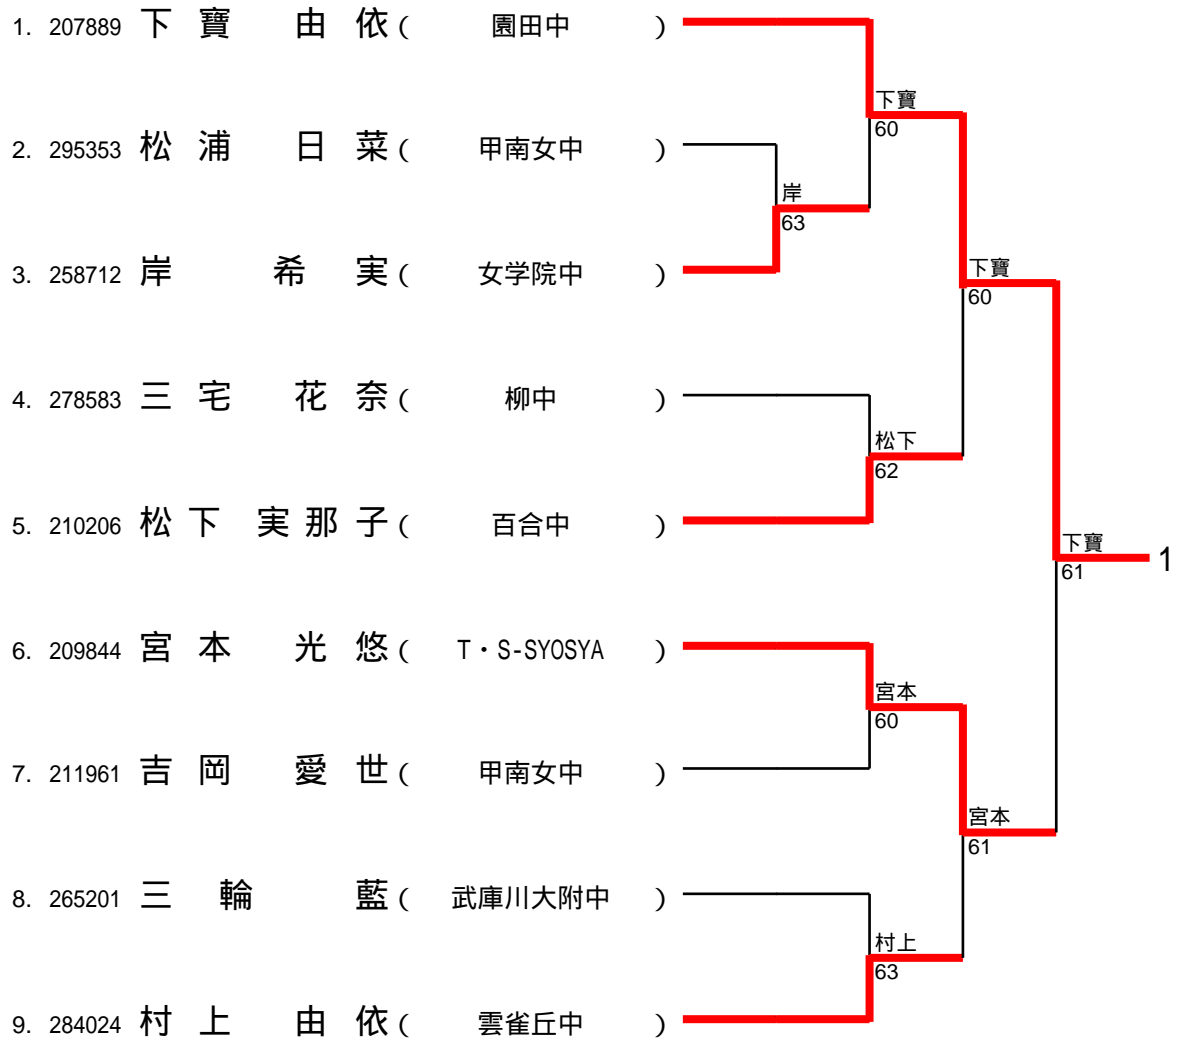 1. 207889 下寳 由依( 園田中 )
下寳
60
2. 295353 松浦 日菜( 甲南女中 )
岸
63
3. 258712 岸 希実( 女学院中 )
下寳
60
4. 278583 三宅 花奈( 柳中 )
松下
62
5. 210206 松下 実那子( 百合中 )
下寳
61
1
6. 209844 宮本 光悠( T・S-SYOSYA )
宮本
60
7. 211961 吉岡 愛世( 甲南女中 )
宮本
61
8. 265201 三輪 藍( 武庫川大附中 )
村上
63
9. 284024 村上 由依( 雲雀丘中 )